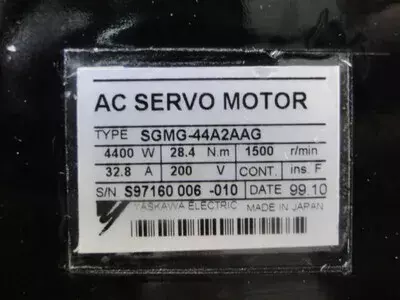 AC SERVO MOTOR
TYPE SGMG-44A2AAG
4400 W 28.4 N.m 1500 r/min
32.8 A 200 V CONT. ins. F
S/N S97160 006 -010 DATE 99.10
YASKAWA ELECTRIC MADE IN JAPAN